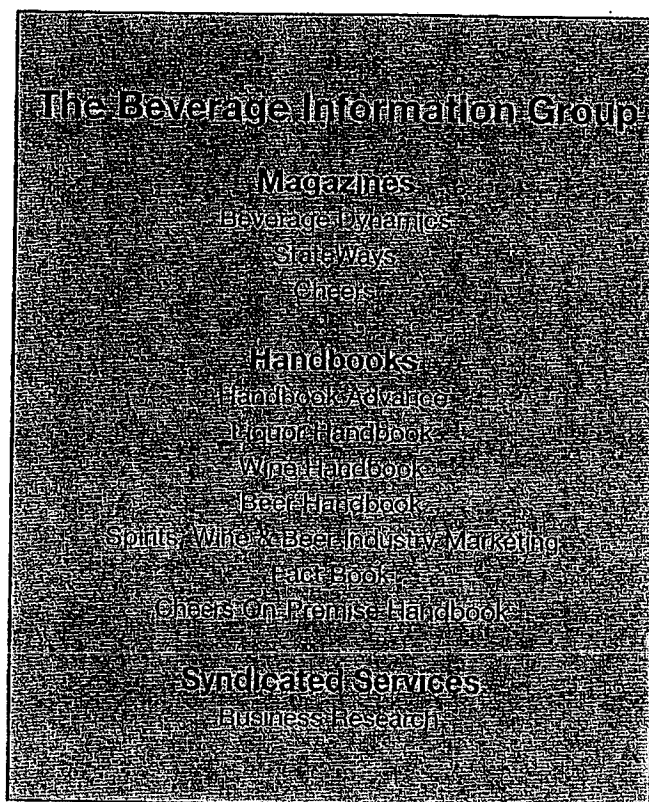 The Beverage Information Group
Magazines
Beverage Dynamics
StateWays
Cheers
Handbooks
Handbook Advance
Liquor Handbook
Wine Handbook
Beer Handbook
Spirits, Wine & Beer Industry Marketing
Fact Book
Cheers On-Premise Handbook
Syndicated Services
Business Research